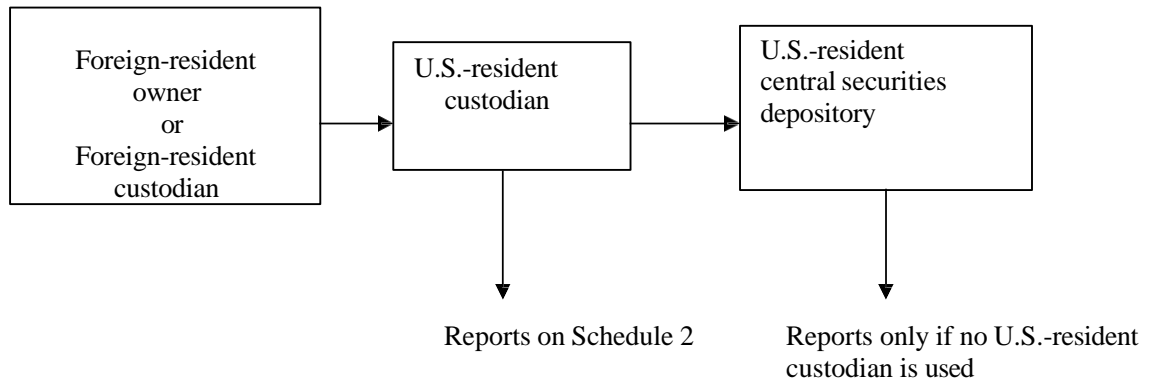 Foreign-resident
owner
or
Foreign-resident
custodian
U.S.-resident
custodian
U.S.-resident
central securities
depository
Reports on Schedule 2
Reports only if no U.S.-resident
custodian is used